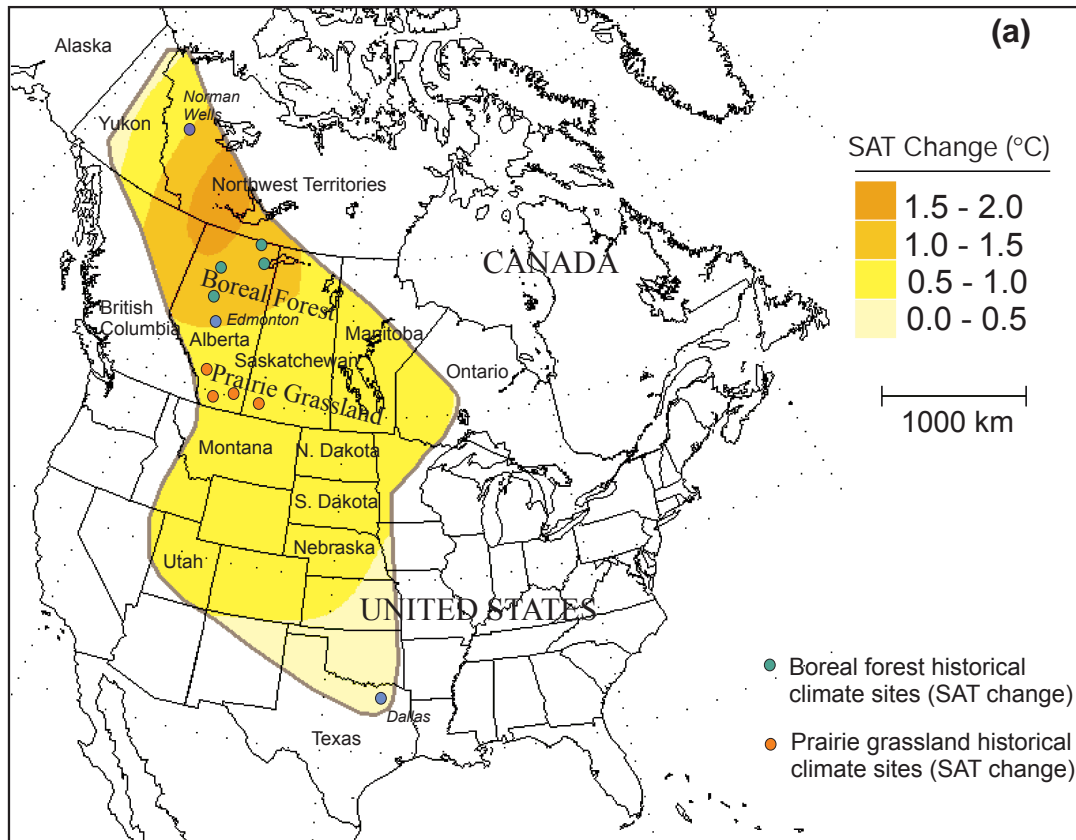 (a)
Alaska
Norman
Wells
Yukon
SAT Change (°C)
Northwest Territories
1.5 - 2.0
1.0 - 1.5
0.5 - 1.0
0.0 - 0.5
CANADA
Boreal Forest
British
Columbia
Edmonton
Manitoba
Alberta
Saskatchewan
Ontario
Prairie Grassland
1000 km
Montana
N. Dakota
S. Dakota
Nebraska
Utah
UNITED STATES
Boreal forest historical
climate sites (SAT change)
Dallas
Texas
Prairie grassland historical
climate sites (SAT change)